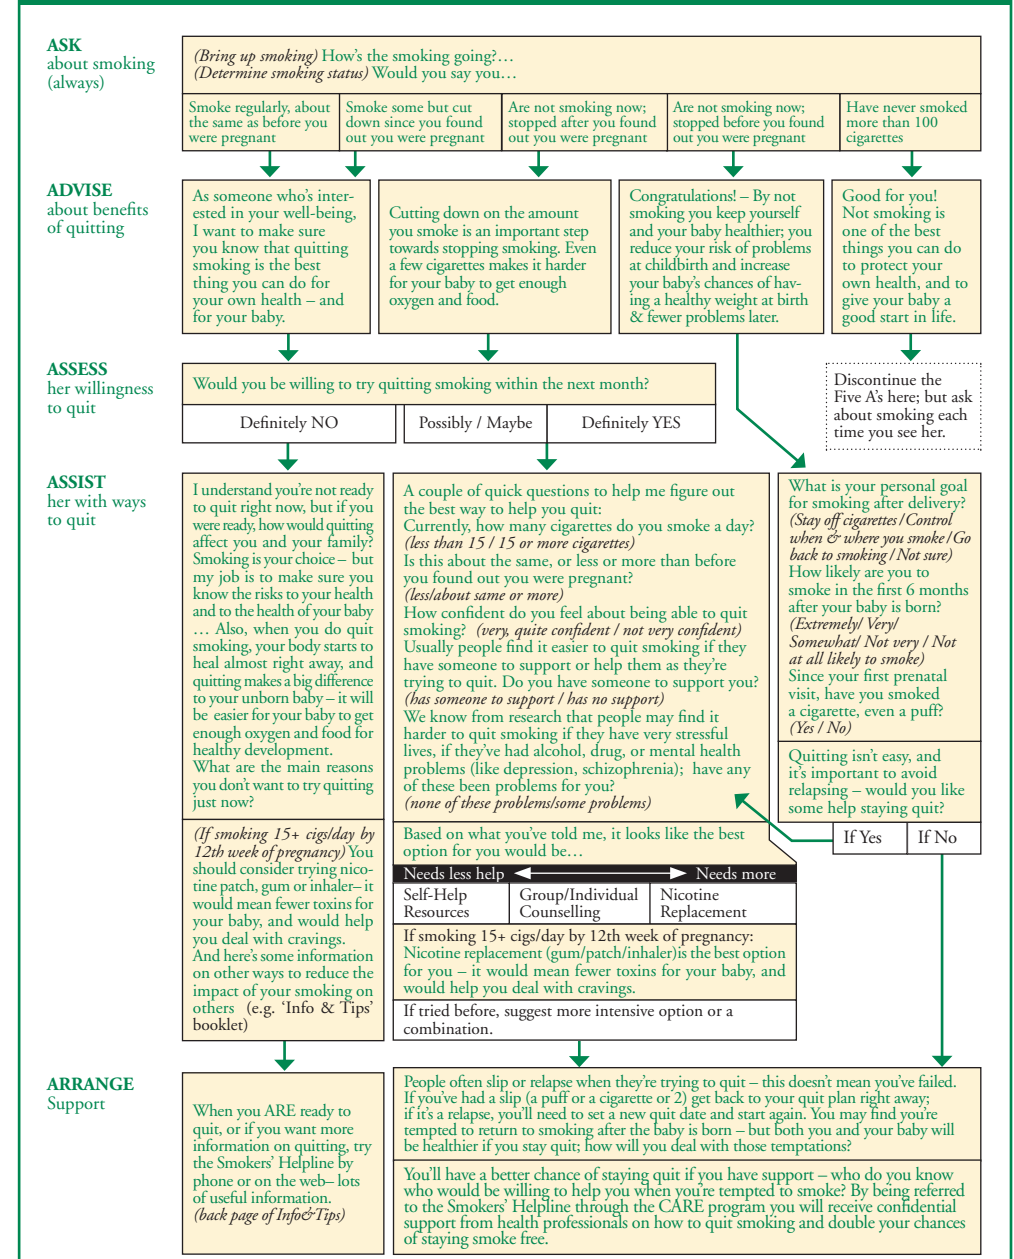 ASK
about smoking
(always)
(Bring up smoking) How's the smoking going?…
(Determine smoking status) Would you say you…
Smoke regularly, about
the same as before you
were pregnant
Smoke some but cut
down since you found
out you were pregnant
Are not smoking now;
stopped after you found
out you were pregnant
Are not smoking now;
stopped before you found
out you were pregnant
Have never smoked
more than 100
cigarettes
ADVISE
about benefits
of quitting
As someone who's inter-
ested in your well-being,
I want to make sure
you know that quitting
smoking is the best
thing you can do for
your own health – and
for your baby.
Cutting down on the amount
you smoke is an important step
towards stopping smoking. Even
a few cigarettes makes it harder
for your baby to get enough
oxygen and food.
Congratulations! – By not
smoking you keep yourself
and your baby healthier; you
reduce your risk of problems
at childbirth and increase
your baby's chances of hav-
ing a healthy weight at birth
& fewer problems later.
Good for you!
Not smoking is
one of the best
things you can do
to protect your
own health, and to
give your baby a
good start in life.
ASSESS
her willingness
to quit
Would you be willing to try quitting smoking within the next month?
Definitely NO
Possibly / Maybe
Definitely YES
Discontinue the
Five A's here; but ask
about smoking each
time you see her.
ASSIST
her with ways
to quit
I understand you're not ready
to quit right now, but if you
were ready, how would quitting
affect you and your family?
Smoking is your choice – but
my job is to make sure you
know the risks to your health
and to the health of your baby
… Also, when you do quit
smoking, your body starts to
heal almost right away, and
quitting makes a big difference
to your unborn baby – it will
be easier for your baby to get
enough oxygen and food for
healthy development.
What are the main reasons
you don't want to try quitting
just now?
(If smoking 15+ cigs/day by
12th week of pregnancy) You
should consider trying nico-
tine patch, gum or inhaler– it
would mean fewer toxins for
your baby, and would help
you deal with cravings.
And here's some information
on other ways to reduce the
impact of your smoking on
others (e.g. 'Info & Tips'
booklet)
A couple of quick questions to help me figure out
the best way to help you quit:
Currently, how many cigarettes do you smoke a day?
(less than 15 / 15 or more cigarettes)
Is this about the same, or less or more than before
you found out you were pregnant?
(less/about same or more)
How confident do you feel about being able to quit
smoking? (very, quite confident / not very confident)
Usually people find it easier to quit smoking if they
have someone to support or help them as they're
trying to quit. Do you have someone to support you?
(has someone to support / has no support)
We know from research that people may find it
harder to quit smoking if they have very stressful
lives, if they've had alcohol, drug, or mental health
problems (like depression, schizophrenia); have any
of these been problems for you?
(none of these problems/some problems)
Based on what you've told me, it looks like the best
option for you would be…
Needs less help
Needs more
Self-Help
Resources
Group/Individual
Counselling
Nicotine
Replacement
If smoking 15+ cigs/day by 12th week of pregnancy:
Nicotine replacement (gum/patch/inhaler)is the best option
for you – it would mean fewer toxins for your baby, and
would help you deal with cravings.
If tried before, suggest more intensive option or a
combination.
What is your personal goal
for smoking after delivery?
(Stay off cigarettes/Control
when & where you smoke/Go
back to smoking/Not sure)
How likely are you to
smoke in the first 6 months
after your baby is born?
(Extremely/ Very/
Somewhat/ Not very / Not
at all likely to smoke)
Since your first prenatal
visit, have you smoked
a cigarette, even a puff?
(Yes / No)
Quitting isn't easy, and
it's important to avoid
relapsing – would you like
some help staying quit?
If Yes
If No
ARRANGE
Support
When you ARE ready to
quit, or if you want more
information on quitting, try
the Smokers' Helpline by
phone or on the web– lots
of useful information.
(back page of Info&Tips)
People often slip or relapse when they're trying to quit – this doesn't mean you've failed.
If you've had a slip (a puff or a cigarette or 2) get back to your quit plan right away;
if it's a relapse, you'll need to set a new quit date and start again. You may find you're
tempted to return to smoking after the baby is born – but both you and your baby will
be healthier if you stay quit; how will you deal with those temptations?
You'll have a better chance of staying quit if you have support – who do you know
who would be willing to help you when you're tempted to smoke? By being referred
to the Smokers' Helpline through the CARE program you will receive confidential
support from health professionals on how to quit smoking and double your chances
of staying smoke free.